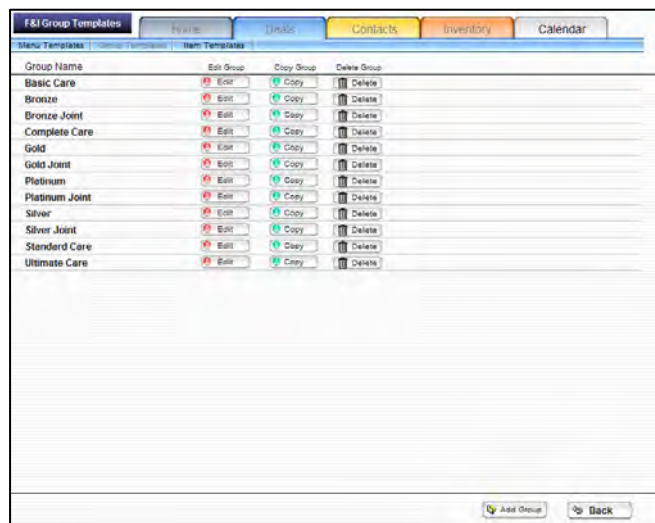 F&I Group Templates Home Deals Contacts Inventory Calendar
Menu Templates Group Templates Item Templates
Group Name Edit Group Copy Group Delete Group
Basic Care Edit Copy Delete
Bronze Edit Copy Delete
Bronze Joint Edit Copy Delete
Complete Care Edit Copy Delete
Gold Edit Copy Delete
Gold Joint Edit Copy Delete
Platinum Edit Copy Delete
Platinum Joint Edit Copy Delete
Silver Edit Copy Delete
Silver Joint Edit Copy Delete
Standard Care Edit Copy Delete
Ultimate Care Edit Copy Delete
Add Group Back